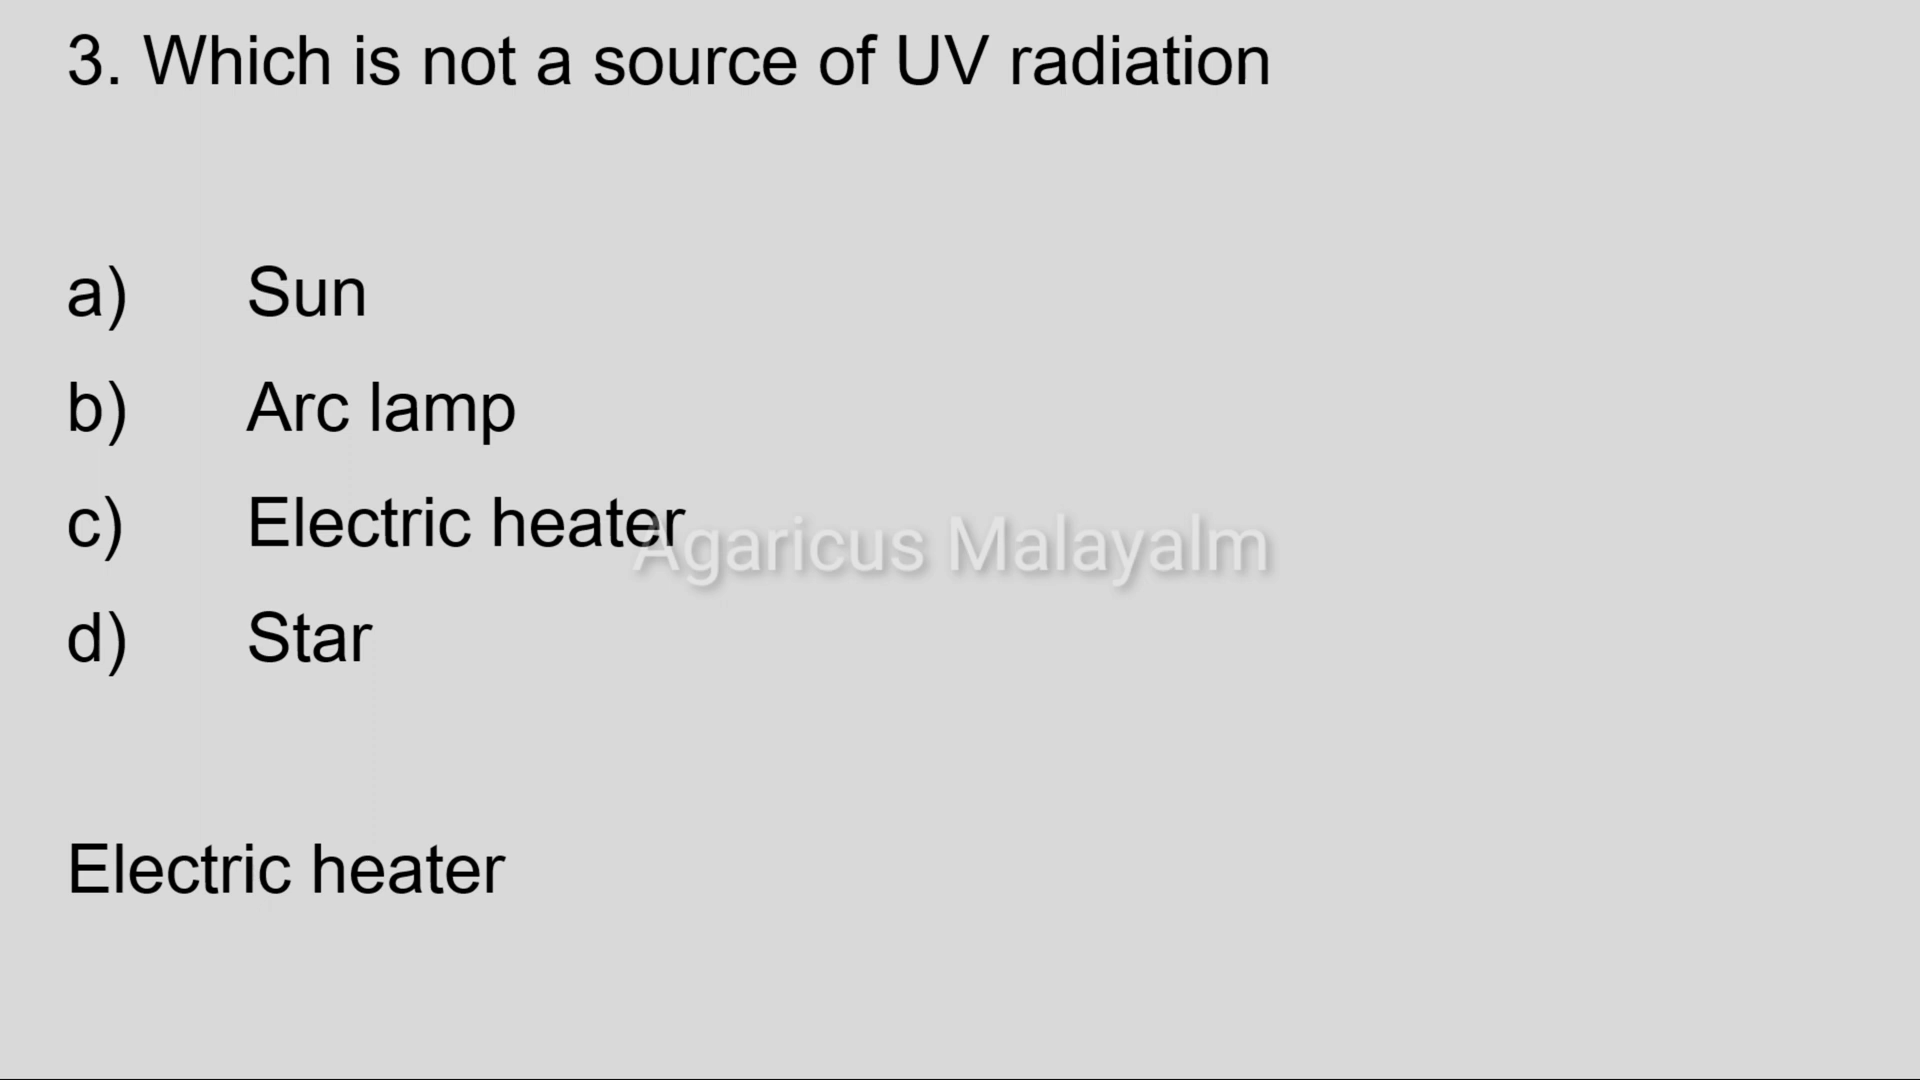 3. Which is not a source of UV radiation
a) Sun
b) Arc lamp
c) Electric heater
Agaricus Malayalm
d) Star
Electric heater